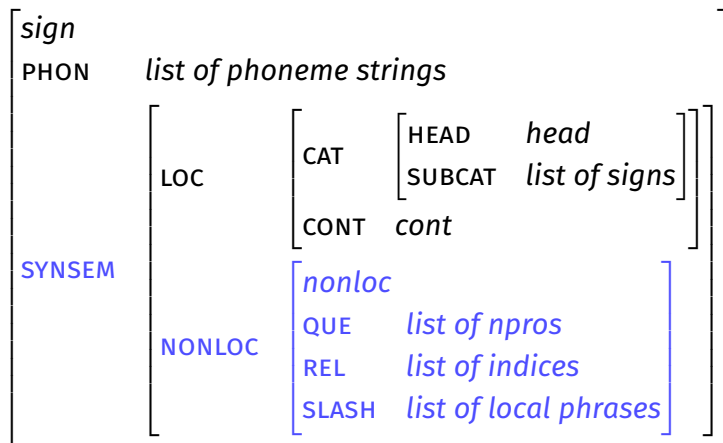 sign
PHON list of phoneme strings
HEAD head
CAT
SUBCAT list of signs
LOC
CONT cont
SYNSEM
nonloc
QUE list of npros
NONLOC
REL list of indices
SLASH list of local phrases